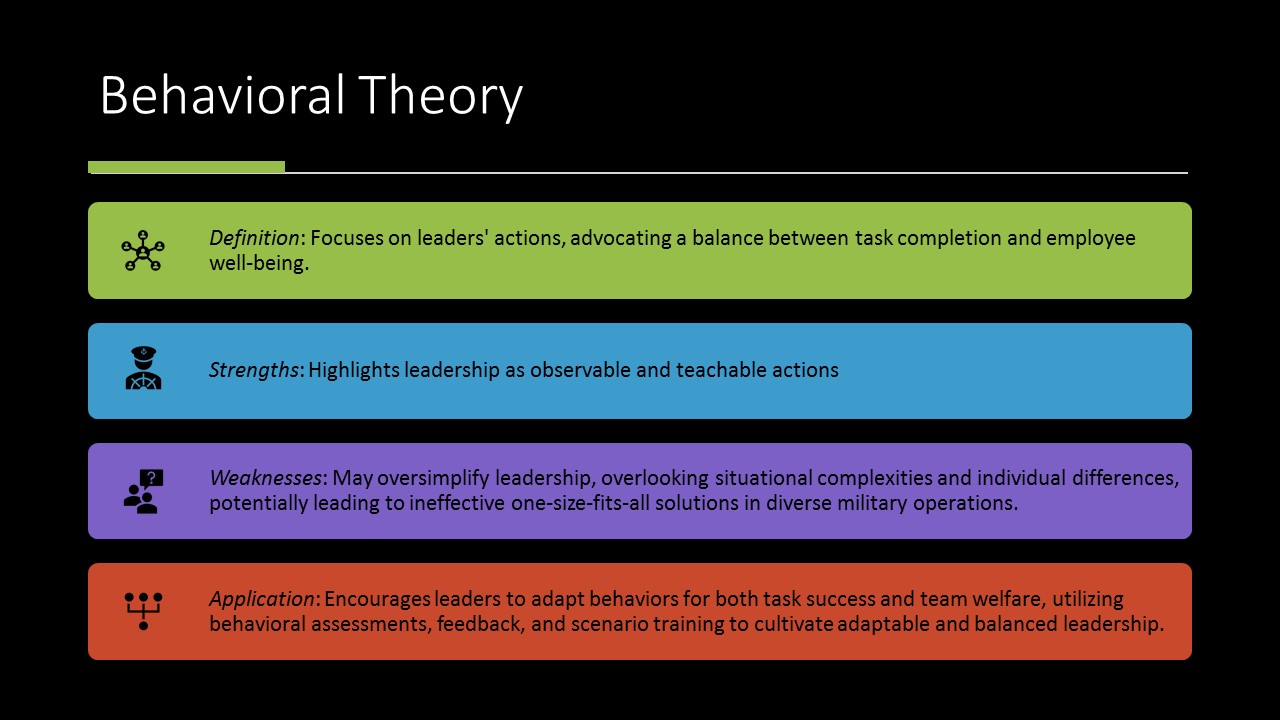 Behavioral Theory
Definition: Focuses on leaders' actions, advocating a balance between task completion and employee
well-being.
Strengths: Highlights leadership as observable and teachable actions
?
Weaknesses: May oversimplify leadership, overlooking situational complexities and individual differences,
potentially leading to ineffective one-size-fits-all solutions in diverse military operations.
Application: Encourages leaders to adapt behaviors for both task success and team welfare, utilizing
behavioral assessments, feedback, and scenario training to cultivate adaptable and balanced leadership.